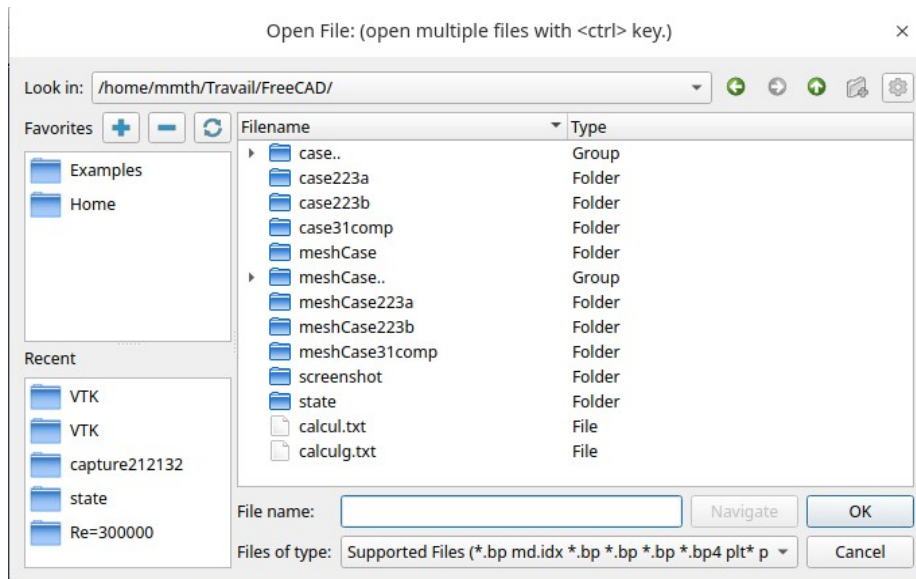 Open File: (open multiple files with <ctrl> key.)
Look in: /home/mmth/Travail/FreeCAD/
Favorites
Examples
Home
Recent
VTK
VTK
capture212132
state
Re=300000
Filename Type
case.. Group
case223a Folder
case223b Folder
case31comp Folder
meshCase Folder
meshCase.. Group
meshCase223a Folder
meshCase223b Folder
meshCase31comp Folder
screenshot Folder
state Folder
calcul.txt File
calculg.txt File
File name: Navigate OK
Files of type: Supported Files (*.bp md.idx *.bp *.bp *.bp *.bp4 plt* p Cancel